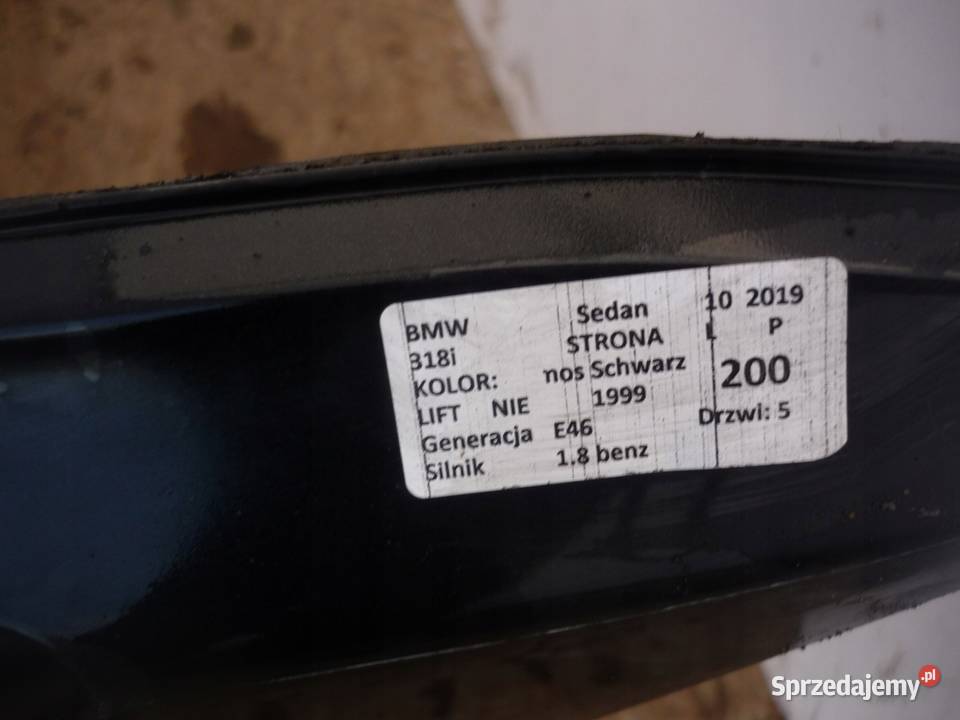 BMW Sedan 10 2019
318i STRONA L P
KOLOR: nos Schwarz 200
LIFT NIE 1999
Generacja E46 Drzwi: 5
Silnik 1.8 benz
Sprzedajemy.pl